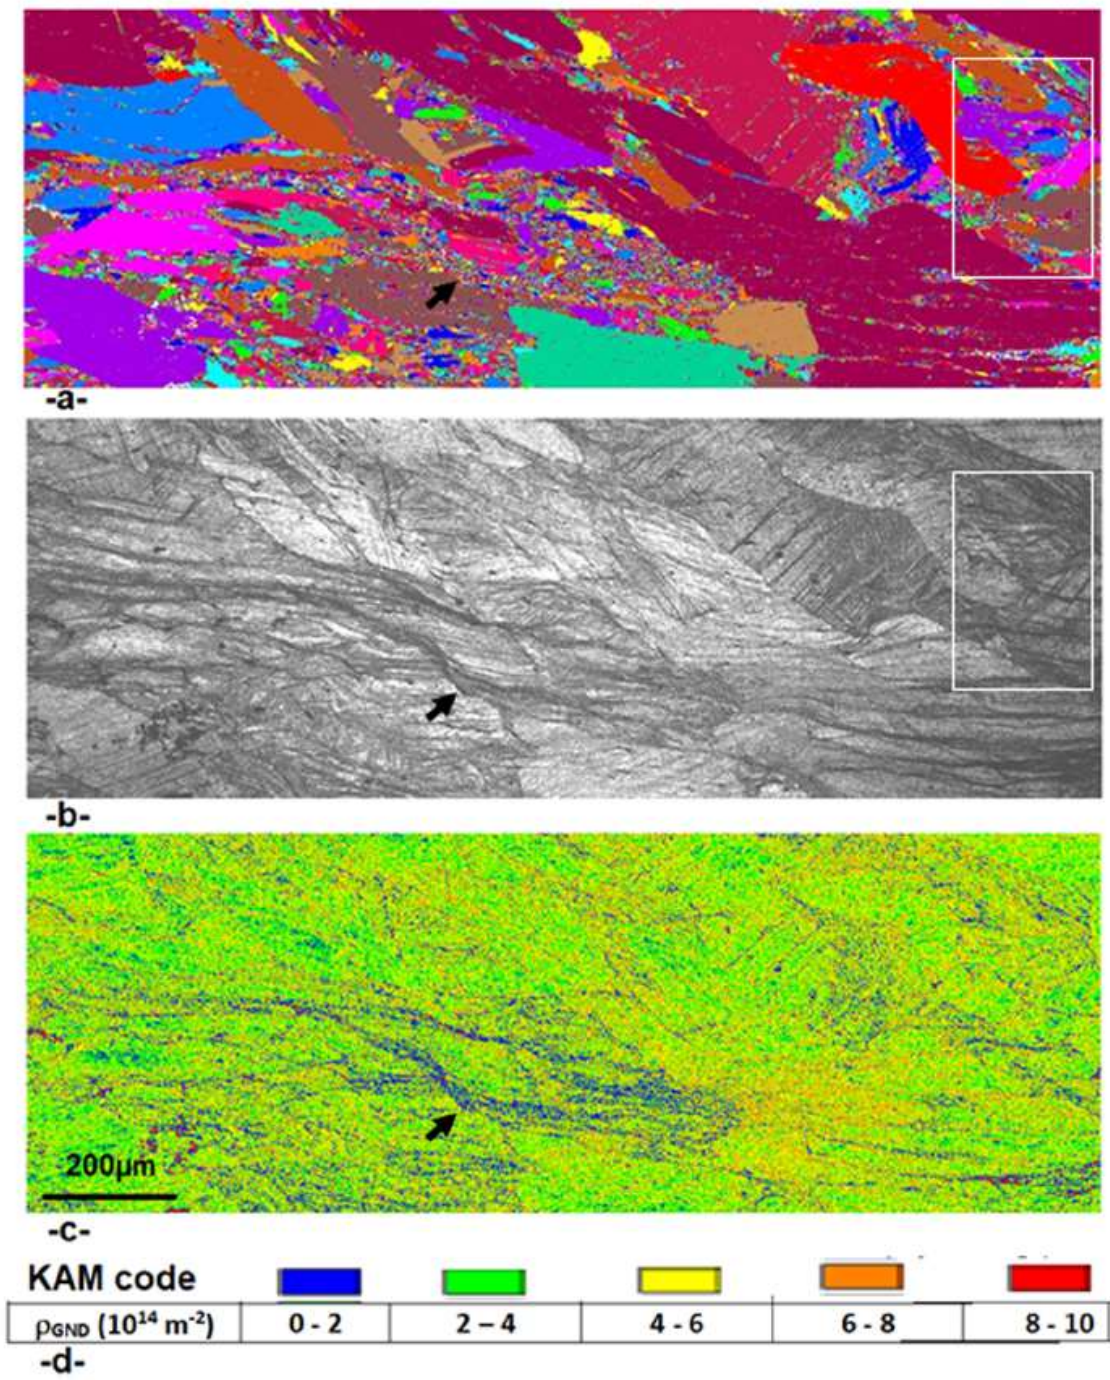 -a-
-b-
200µm
-c-
KAM code
ρGND (10¹⁴ m⁻²) 0 - 2 2 – 4 4 - 6 6 - 8 8 - 10
-d-